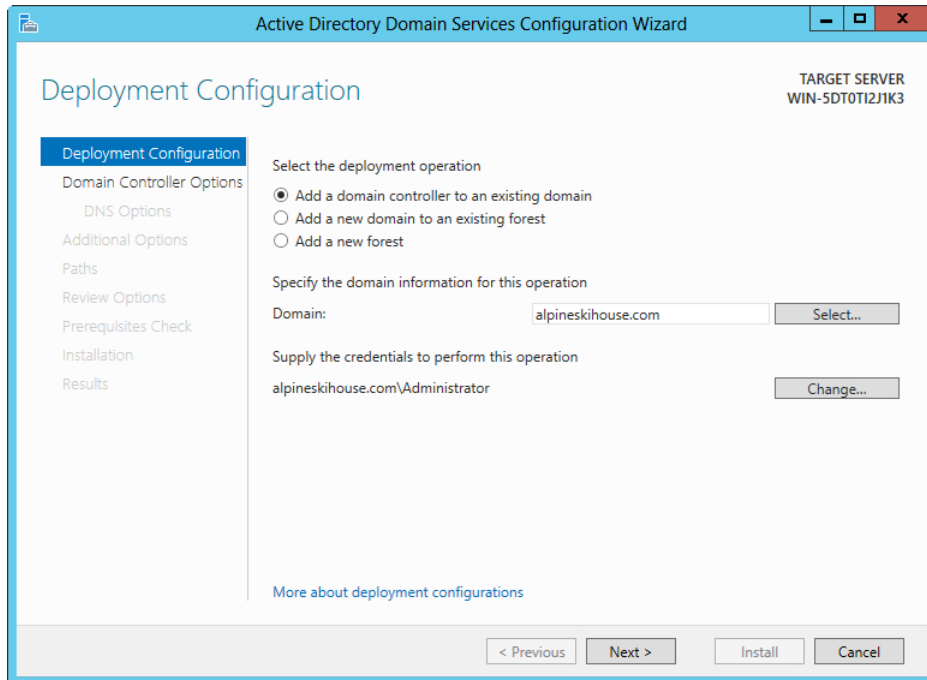 Active Directory Domain Services Configuration Wizard
Deployment Configuration
TARGET SERVER
WIN-5DT0TI2J1K3
Deployment Configuration
Domain Controller Options
DNS Options
Additional Options
Paths
Review Options
Prerequisites Check
Installation
Results
Select the deployment operation
Add a domain controller to an existing domain
Add a new domain to an existing forest
Add a new forest
Specify the domain information for this operation
Domain: alpineskihouse.com Select...
Supply the credentials to perform this operation
alpineskihouse.com\Administrator Change...
More about deployment configurations
< Previous Next > Install Cancel